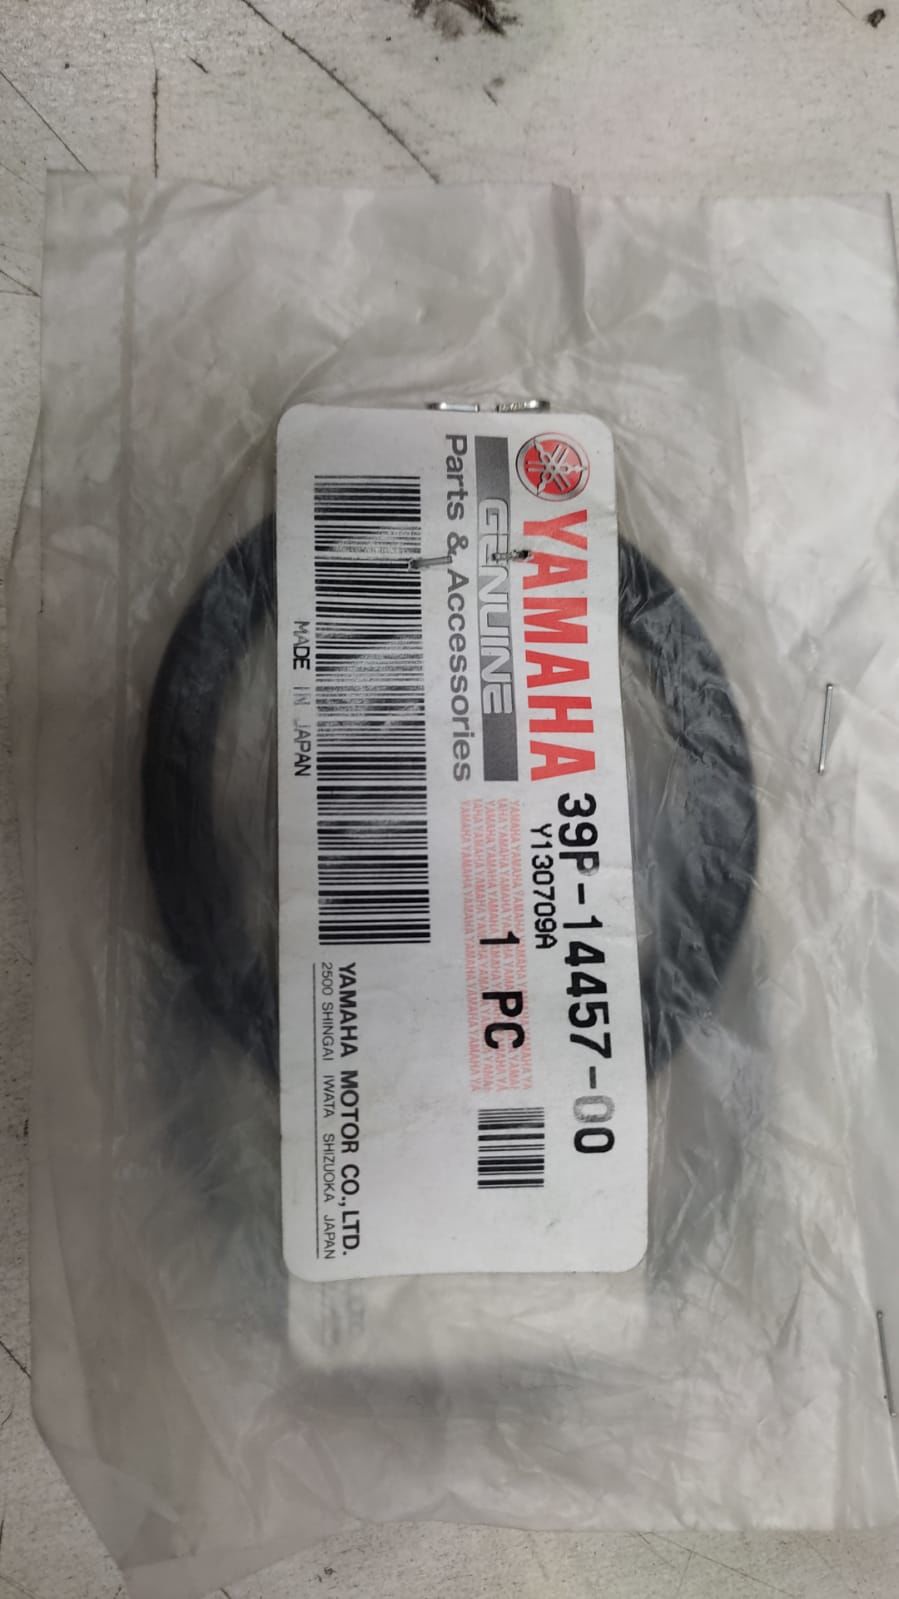 YAMAHA
GENUINE
Parts & Accessories
39P-14457-00
Y130709A
1 PC
MADE IN JAPAN
YAMAHA MOTOR CO., LTD.
2500 SHINGAI IWATA SHIZUOKA JAPAN